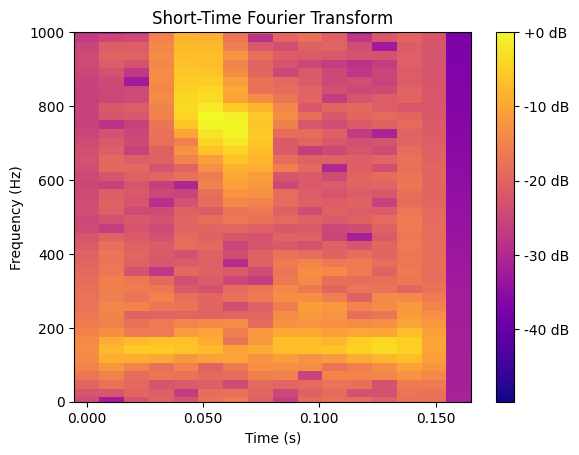 Short-Time Fourier Transform
1000
800
600
400
200
0
Frequency (Hz)
0.000
0.050
0.100
0.150
Time (s)
+0 dB
-10 dB
-20 dB
-30 dB
-40 dB